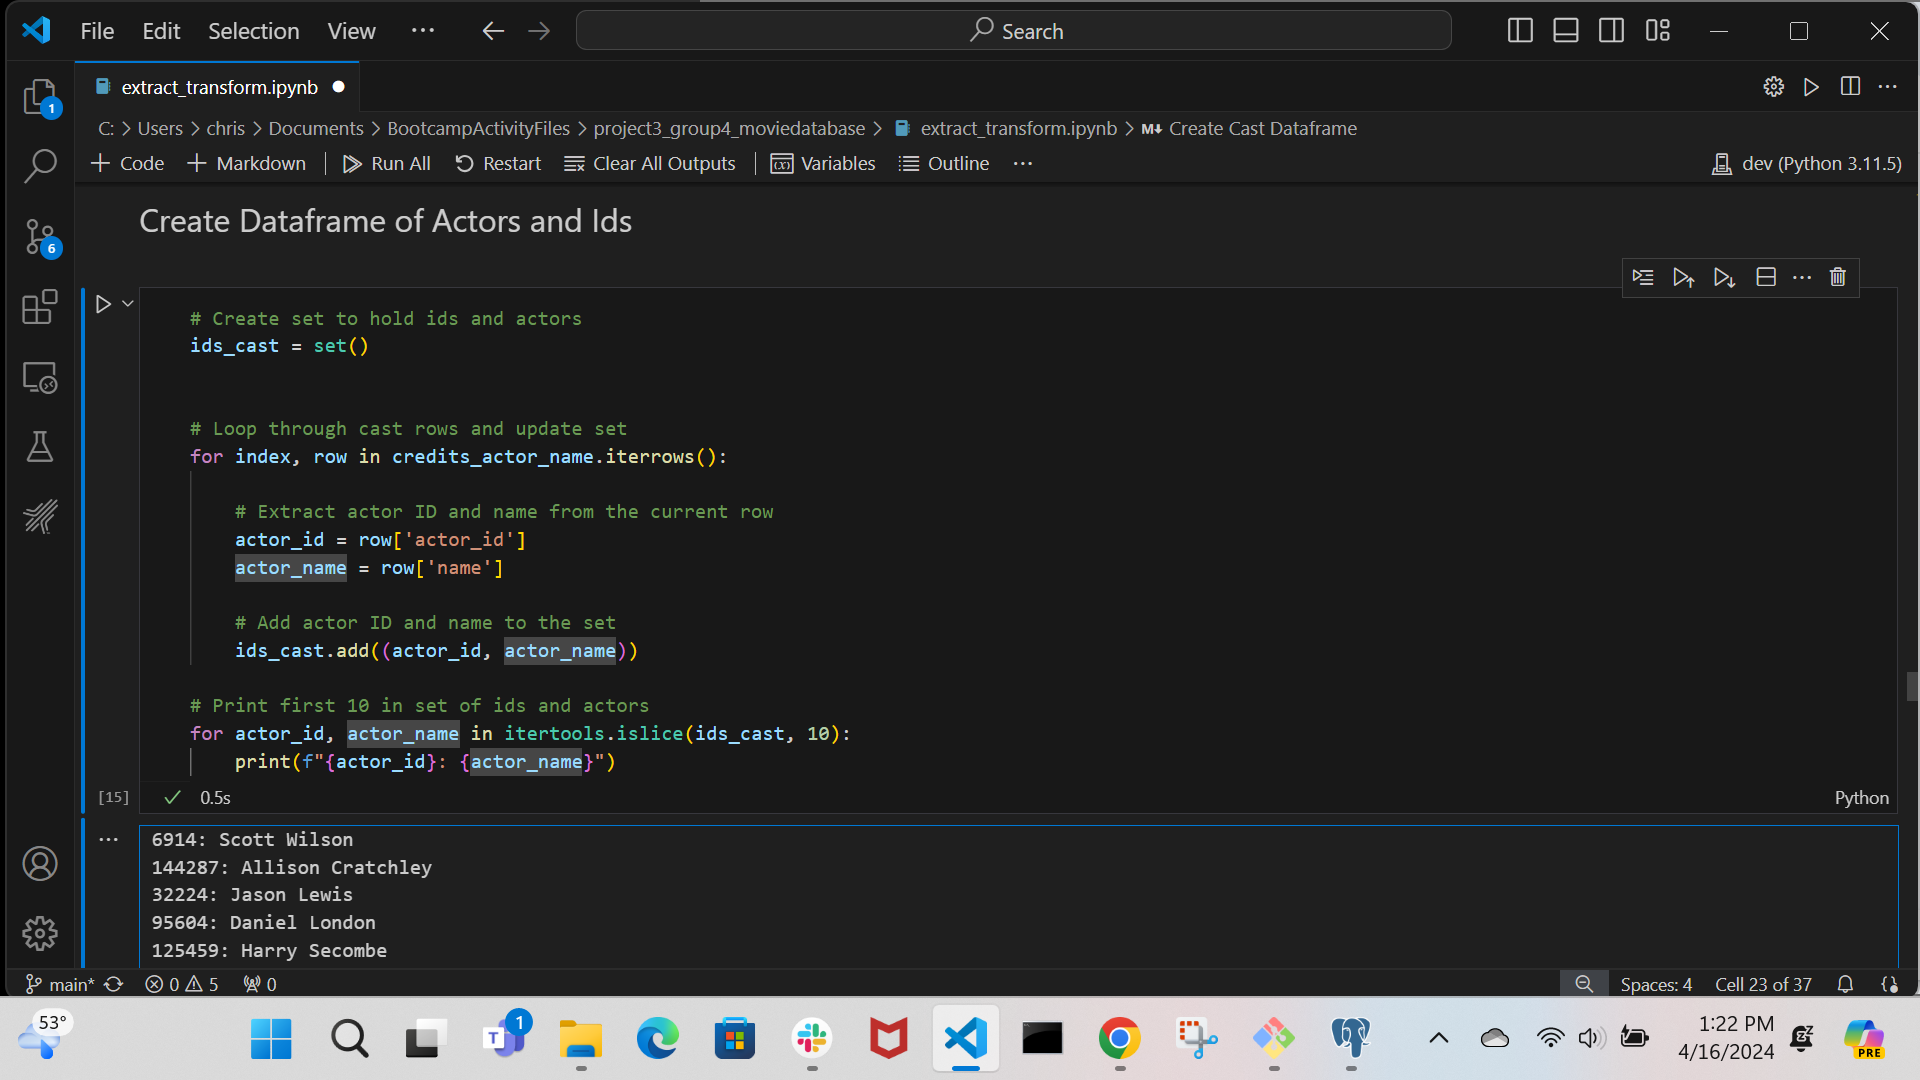 File Edit Selection View ··· Search
extract_transform.ipynb
1
C: > Users > chris > Documents > BootcampActivityFiles > project3_group4_moviedatabase > extract_transform.ipynb > M↓ Create Cast Dataframe
+ Code + Markdown Run All Restart Clear All Outputs (x) Variables Outline ··· dev (Python 3.11.5)
Create Dataframe of Actors and Ids
6
# Create set to hold ids and actors
ids_cast = set()
# Loop through cast rows and update set
for index, row in credits_actor_name.iterrows():
# Extract actor ID and name from the current row
actor_id = row['actor_id']
actor_name = row['name']
# Add actor ID and name to the set
ids_cast.add((actor_id, actor_name))
# Print first 10 in set of ids and actors
for actor_id, actor_name in itertools.islice(ids_cast, 10):
print(f"{actor_id}: {actor_name}")
[15] ✓ 0.5s Python
6914: Scott Wilson
144287: Allison Cratchley
32224: Jason Lewis
95604: Daniel London
125459: Harry Secombe
main* 0 5 0 Spaces: 4 Cell 23 of 37
53° T 1 1:22 PM
4/16/2024 PRE